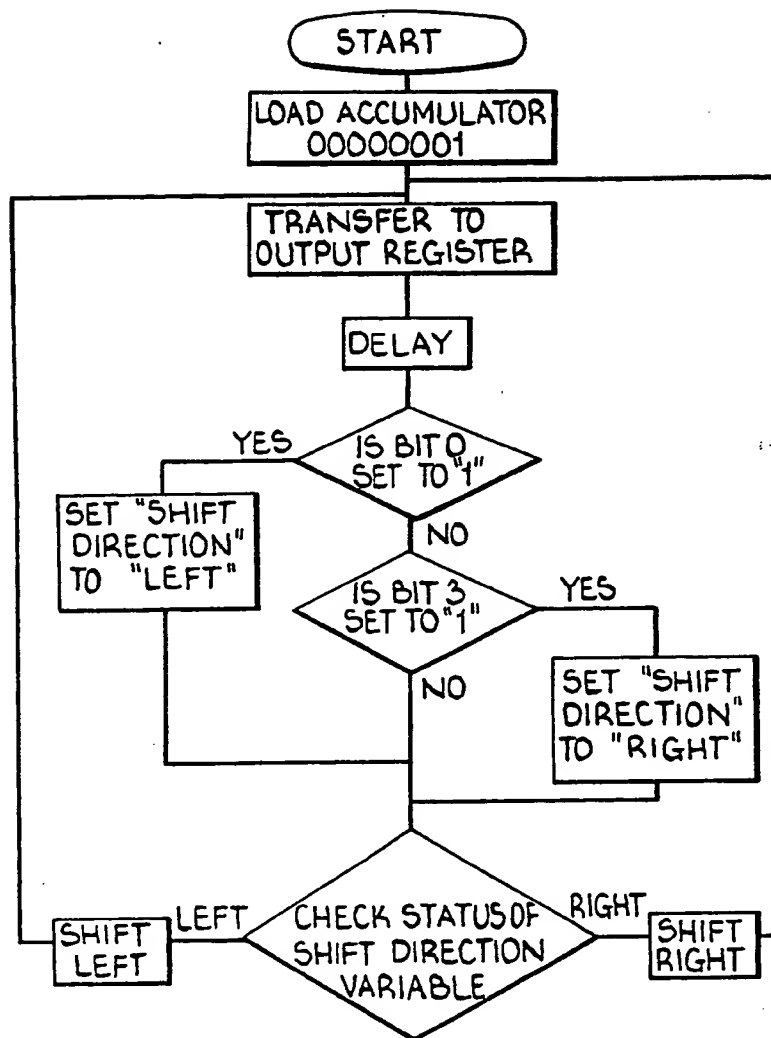 START
LOAD ACCUMULATOR
00000001
TRANSFER TO
OUTPUT REGISTER
DELAY
IS BIT 0
SET TO "1"
YES
NO
SET "SHIFT
DIRECTION"
TO "LEFT"
IS BIT 3
SET TO "1"
YES
NO
SET "SHIFT
DIRECTION"
TO "RIGHT"
CHECK STATUS OF
SHIFT DIRECTION
VARIABLE
LEFT
RIGHT
SHIFT
LEFT
SHIFT
RIGHT